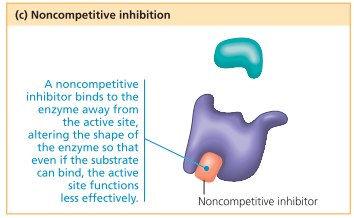 (c) Noncompetitive inhibition
A noncompetitive
inhibitor binds to the
enzyme away from
the active site,
altering the shape of
the enzyme so that
even if the substrate
can bind, the active
site functions
less effectively.
Noncompetitive inhibitor